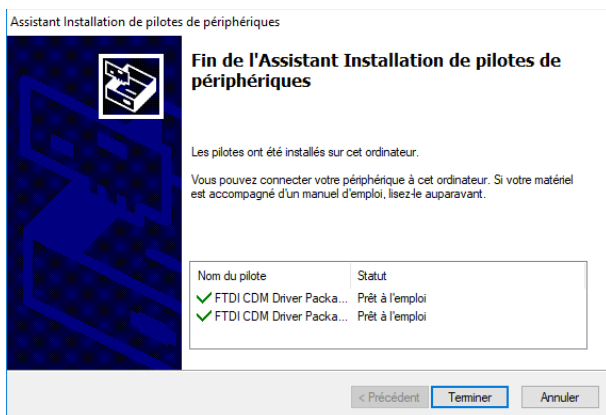 Assistant Installation de pilotes de périphériques
Fin de l'Assistant Installation de pilotes de
périphériques
Les pilotes ont été installés sur cet ordinateur.
Vous pouvez connecter votre périphérique à cet ordinateur. Si votre matériel
est accompagné d'un manuel d'emploi, lisez-le auparavant.
Nom du pilote Statut
FTDI CDM Driver Packa... Prêt à l'emploi
FTDI CDM Driver Packa... Prêt à l'emploi
< Précédent Terminer Annuler